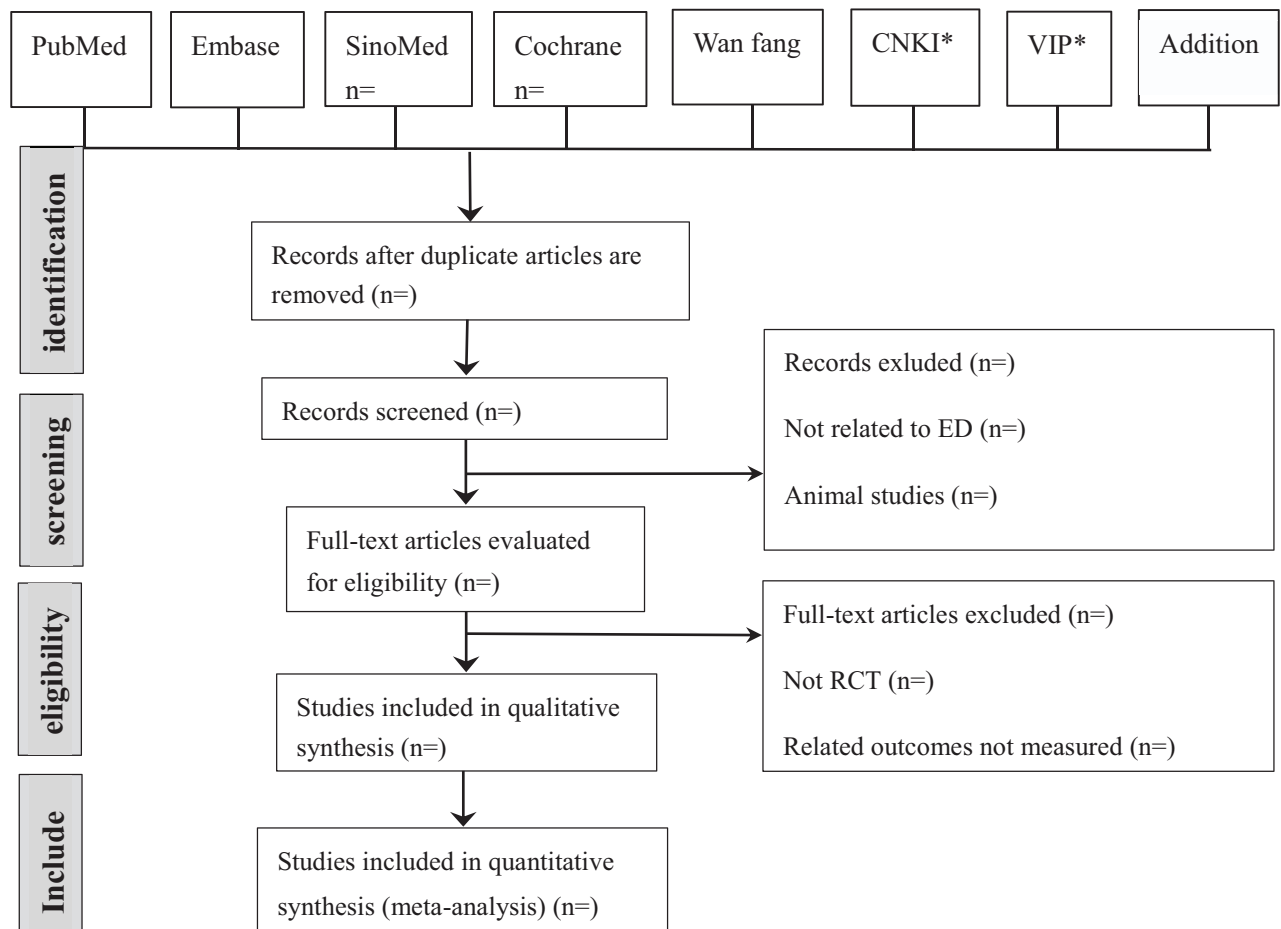 PubMed
Embase
SinoMed
n=
Cochrane
n=
Wan fang
CNKI*
VIP*
Addition
identification
Records after duplicate articles are
removed (n=)
screening
Records screened (n=)
Records exluded (n=)
Not related to ED (n=)
Animal studies (n=)
eligibility
Full-text articles evaluated
for eligibility (n=)
Full-text articles excluded (n=)
Not RCT (n=)
Related outcomes not measured (n=)
Studies included in qualitative
synthesis (n=)
Include
Studies included in quantitative
synthesis (meta-analysis) (n=)